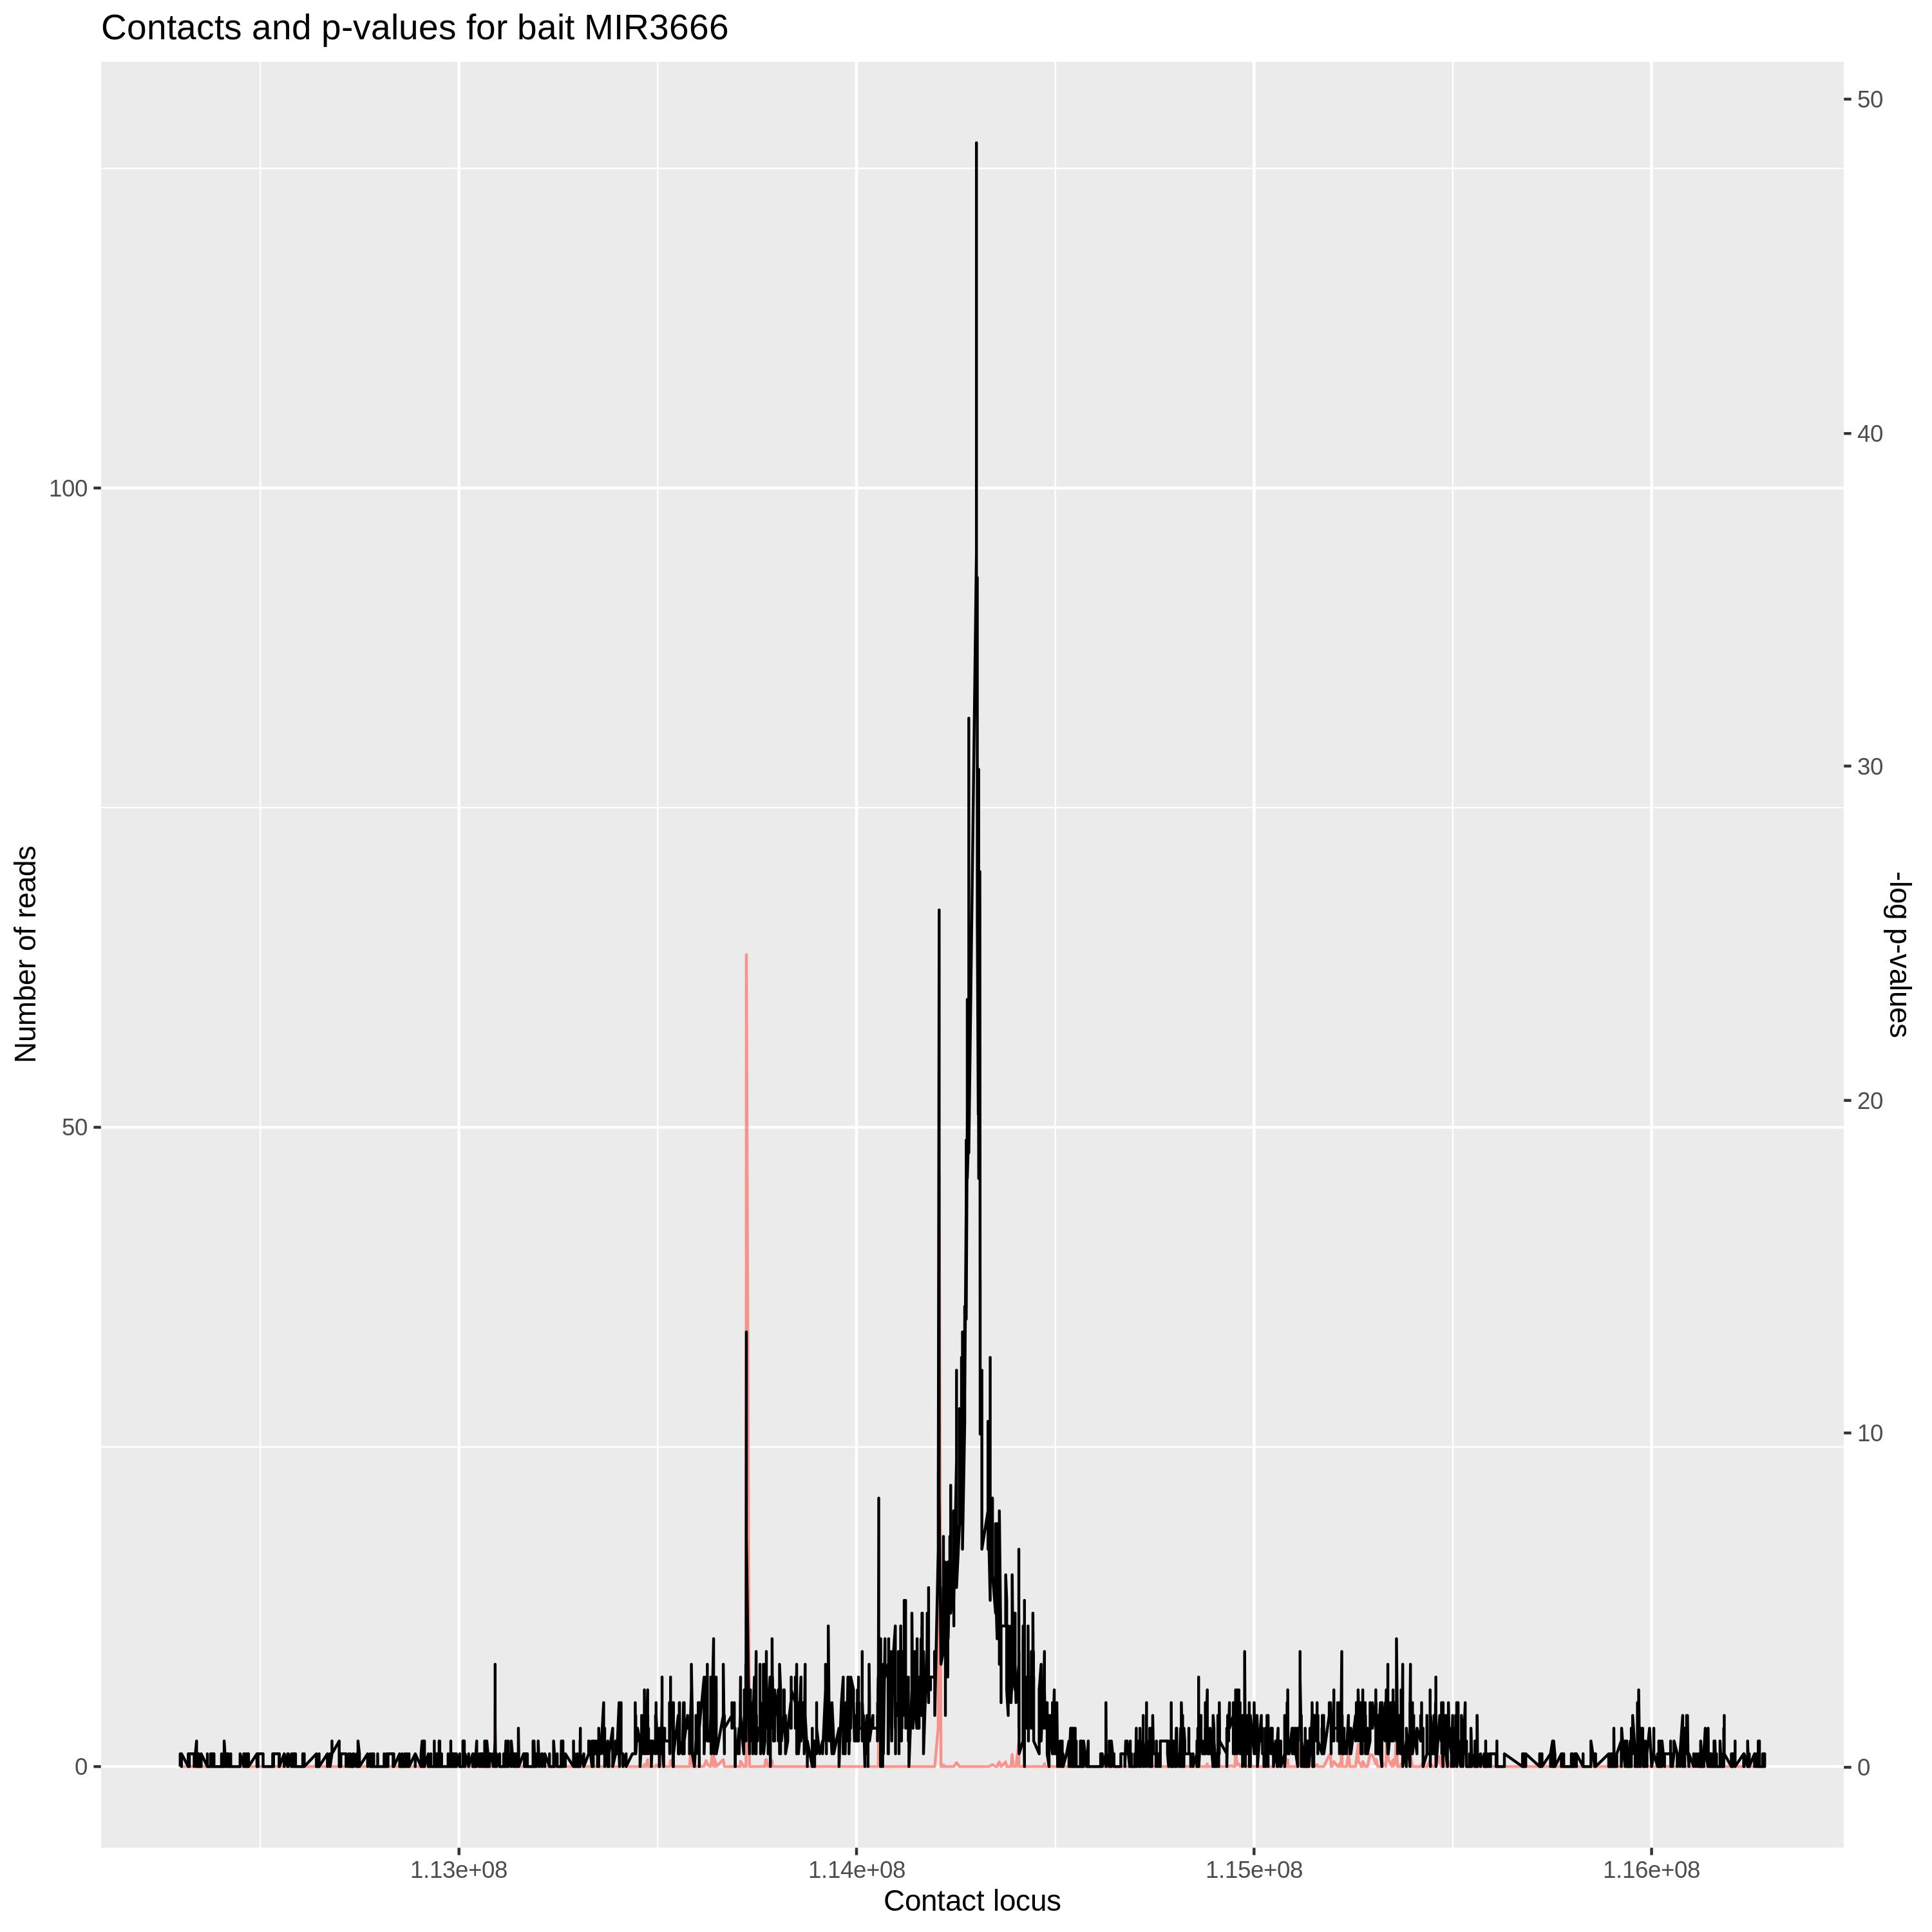 Contacts and p-values for bait MIR3666
Number of reads
100
50
0
50
40
30
20
10
0
-log p-values
1.13e+08
1.14e+08
1.15e+08
1.16e+08
Contact locus